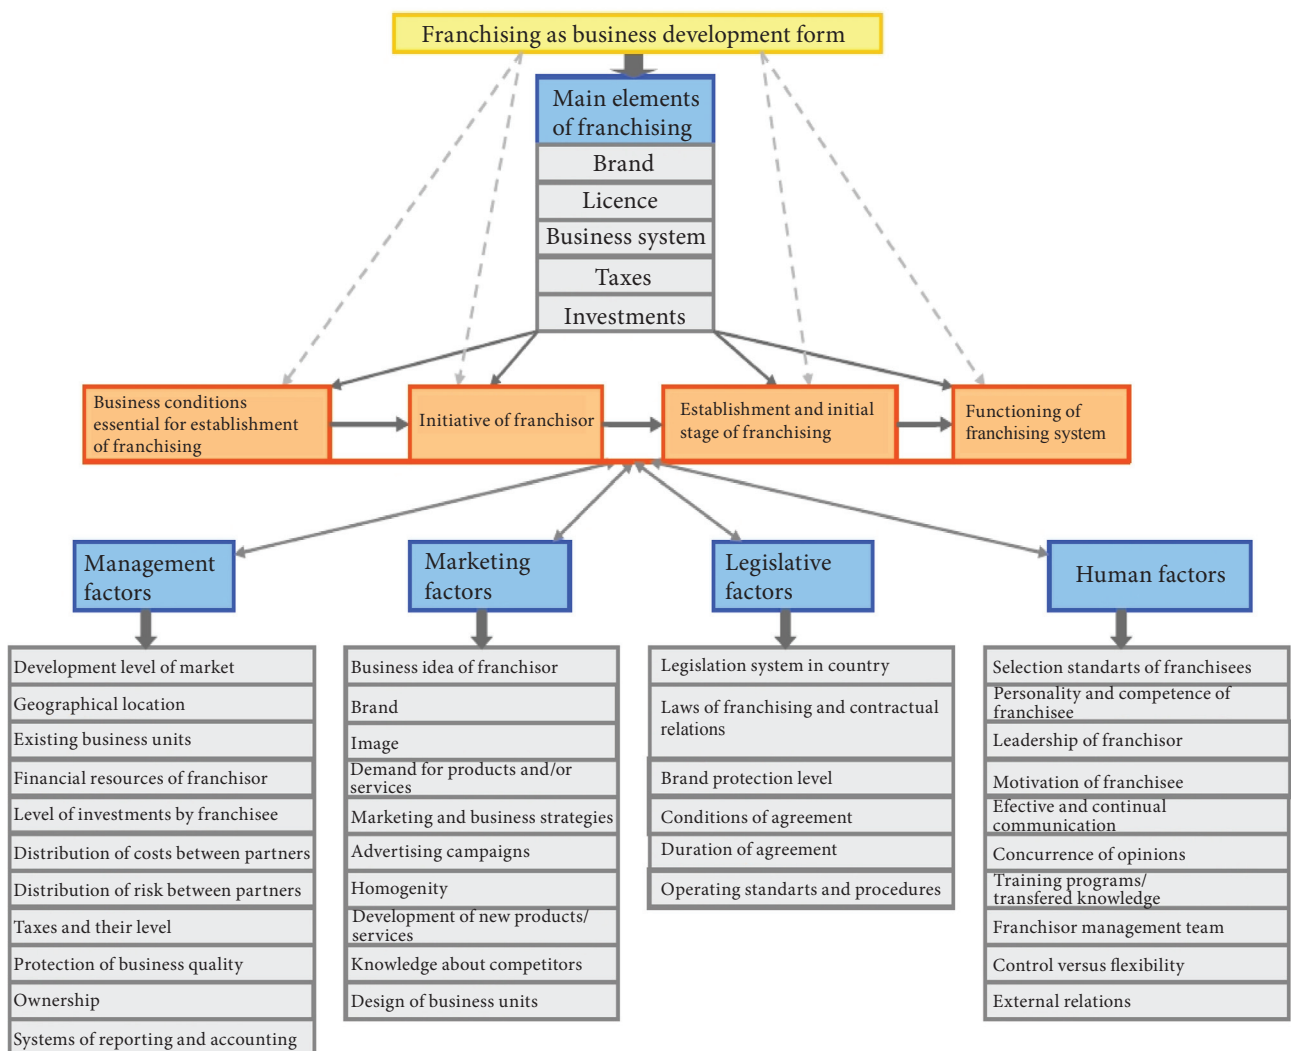 Franchising as business development form
Main elements
of franchising
Brand
Licence
Business system
Taxes
Investments
Business conditions
essential for establishment
of franchising
Initiative of franchisor
Establishment and initial
stage of franchising
Functioning of
franchising system
Management
factors
Development level of market
Geographical location
Existing business units
Financial resources of franchisor
Level of investments by franchisee
Distribution of costs between partners
Distribution of risk between partners
Taxes and their level
Protection of business quality
Ownership
Systems of reporting and accounting
Marketing
factors
Business idea of franchisor
Brand
Image
Demand for products and/or
services
Marketing and business strategies
Advertising campaigns
Homogenity
Development of new products/
services
Knowledge about competitors
Design of business units
Legislative
factors
Legislation system in country
Laws of franchising and contractual
relations
Brand protection level
Conditions of agreement
Duration of agreement
Operating standarts and procedures
Human factors
Selection standarts of franchisees
Personality and competence of
franchisee
Leadership of franchisor
Motivation of franchisee
Efective and continual
communication
Concurrence of opinions
Training programs/
transfered knowledge
Franchisor management team
Control versus flexibility
External relations